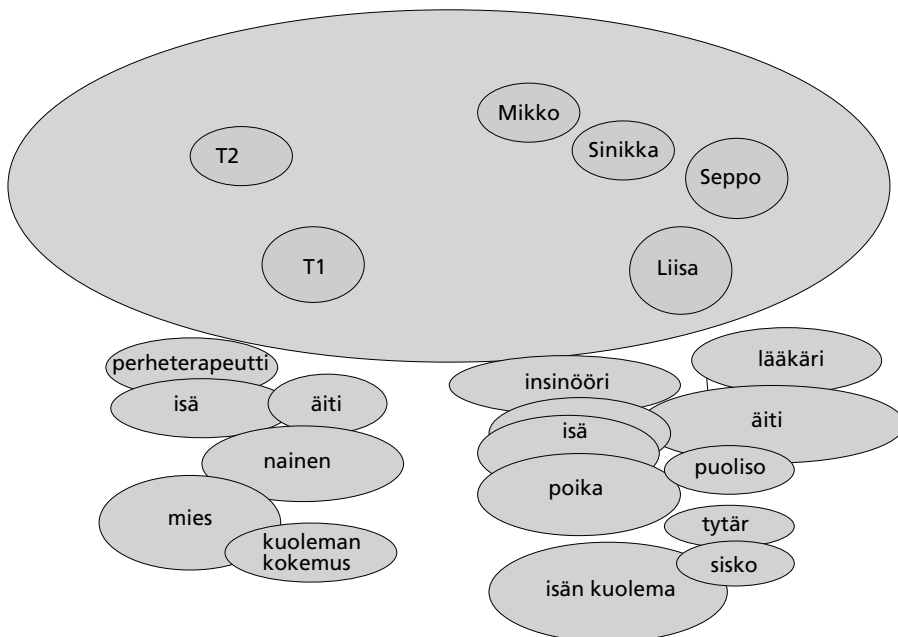 Mikko
T2
Sinikka
Seppo
T1
Liisa
perheterapeutti
isä
äiti
nainen
mies
kuoleman
kokemus
insinööri
isä
poika
isän kuolema
lääkäri
äiti
puoliso
tytär
sisko